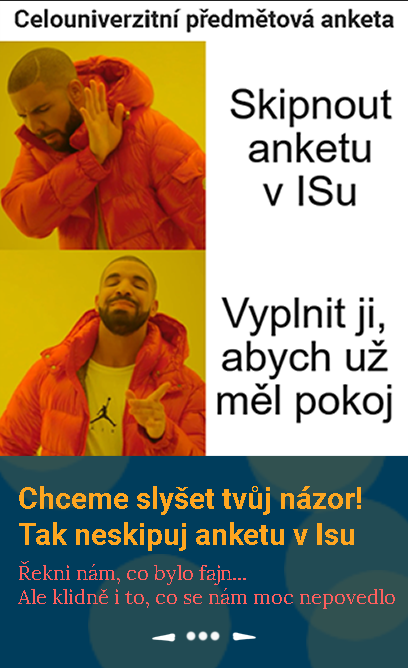 Celouniverzitní předmětová anketa
Skipnout
anketu
v ISu
Vyplnit ji,
abych už
měl pokoj
Chceme slyšet tvůj názor!
Tak neskipuj anketu v Isu
Řekni nám, co bylo fajn...
Ale klidně i to, co se nám moc nepovedlo